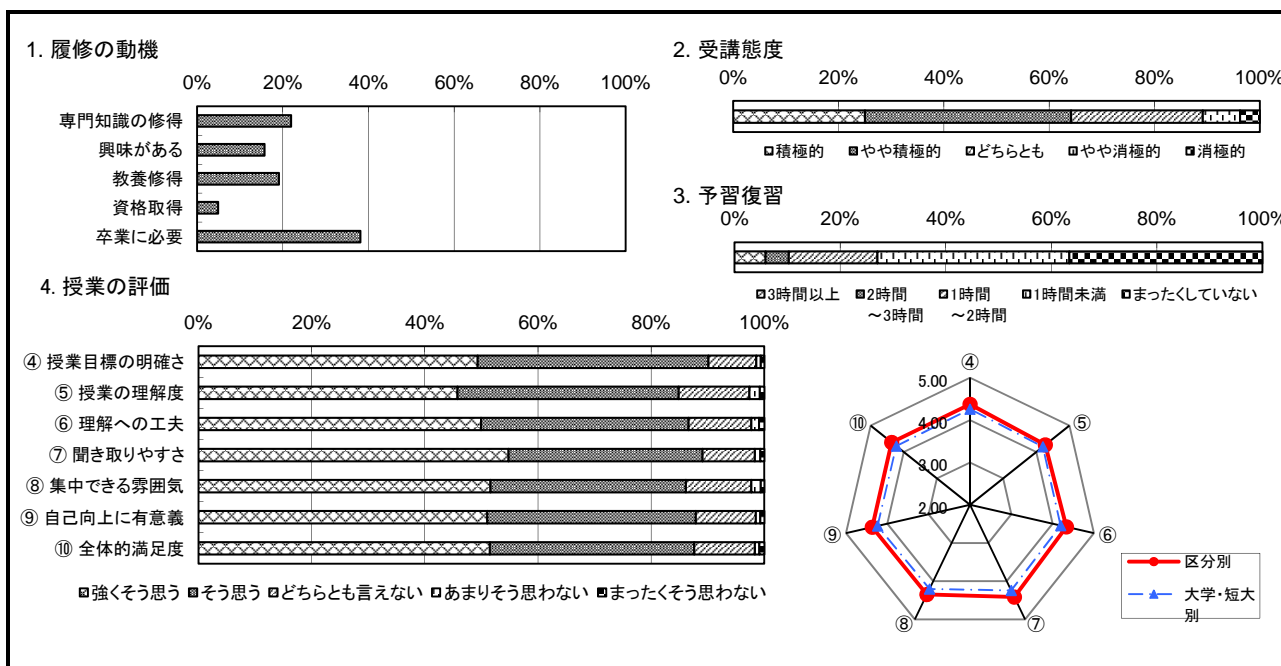 1. 履修の動機
0% 20% 40% 60% 80% 100%
専門知識の修得
興味がある
教養修得
資格取得
卒業に必要
2. 受講態度
0% 20% 40% 60% 80% 100%
積極的 やや積極的 どちらとも やや消極的 消極的
3. 予習復習
0% 20% 40% 60% 80% 100%
3時間以上 2時間 1時間 1時間未満 まったくしていない
～3時間 ～2時間
4. 授業の評価
0% 20% 40% 60% 80% 100%
④ 授業目標の明確さ
⑤ 授業の理解度
⑥ 理解への工夫
⑦ 聞き取りやすさ
⑧ 集中できる雰囲気
⑨ 自己向上に有意義
⑩ 全体的満足度
強くそう思う そう思う どちらとも言えない あまりそう思わない まったくそう思わない
④
5.00
⑩ 4.00 ⑤
3.00
2.00
⑨ ⑥
⑧ ⑦
区分別
大学・短大
別